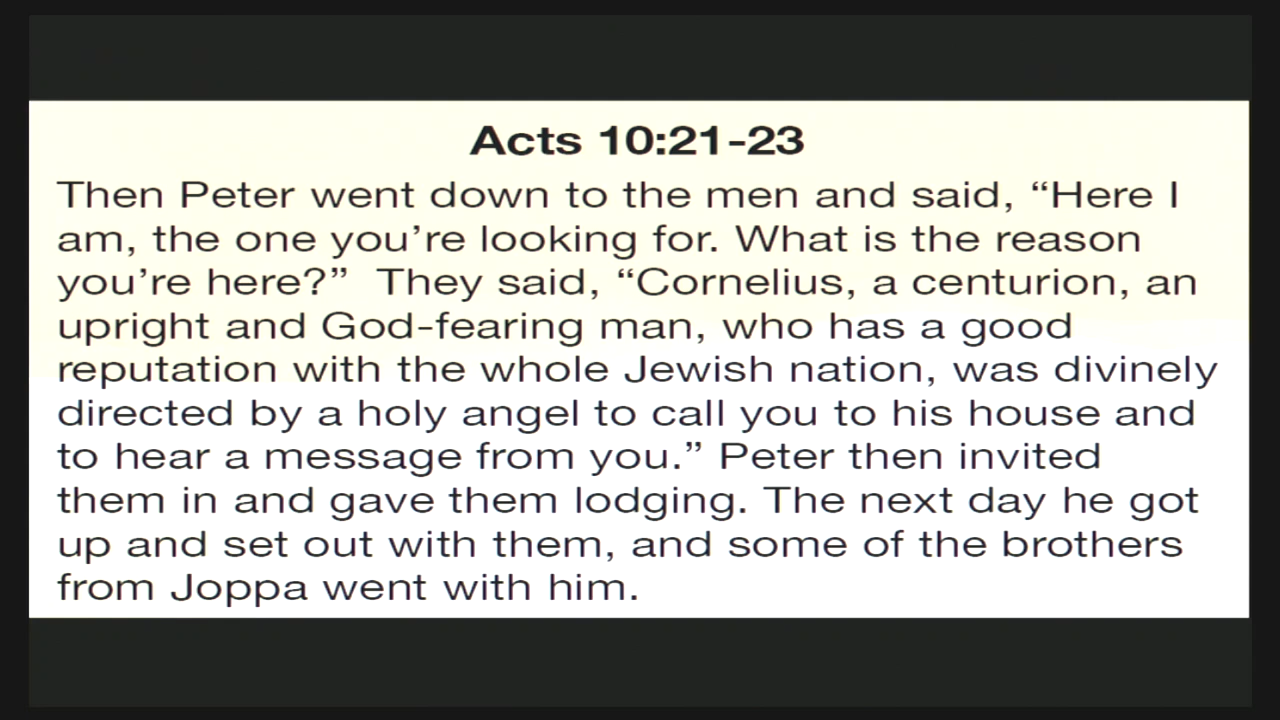 Acts 10:21-23
Then Peter went down to the men and said, “Here I
am, the one you’re looking for. What is the reason
you’re here?”  They said, “Cornelius, a centurion, an
upright and God-fearing man, who has a good
reputation with the whole Jewish nation, was divinely
directed by a holy angel to call you to his house and
to hear a message from you.” Peter then invited
them in and gave them lodging. The next day he got
up and set out with them, and some of the brothers
from Joppa went with him.